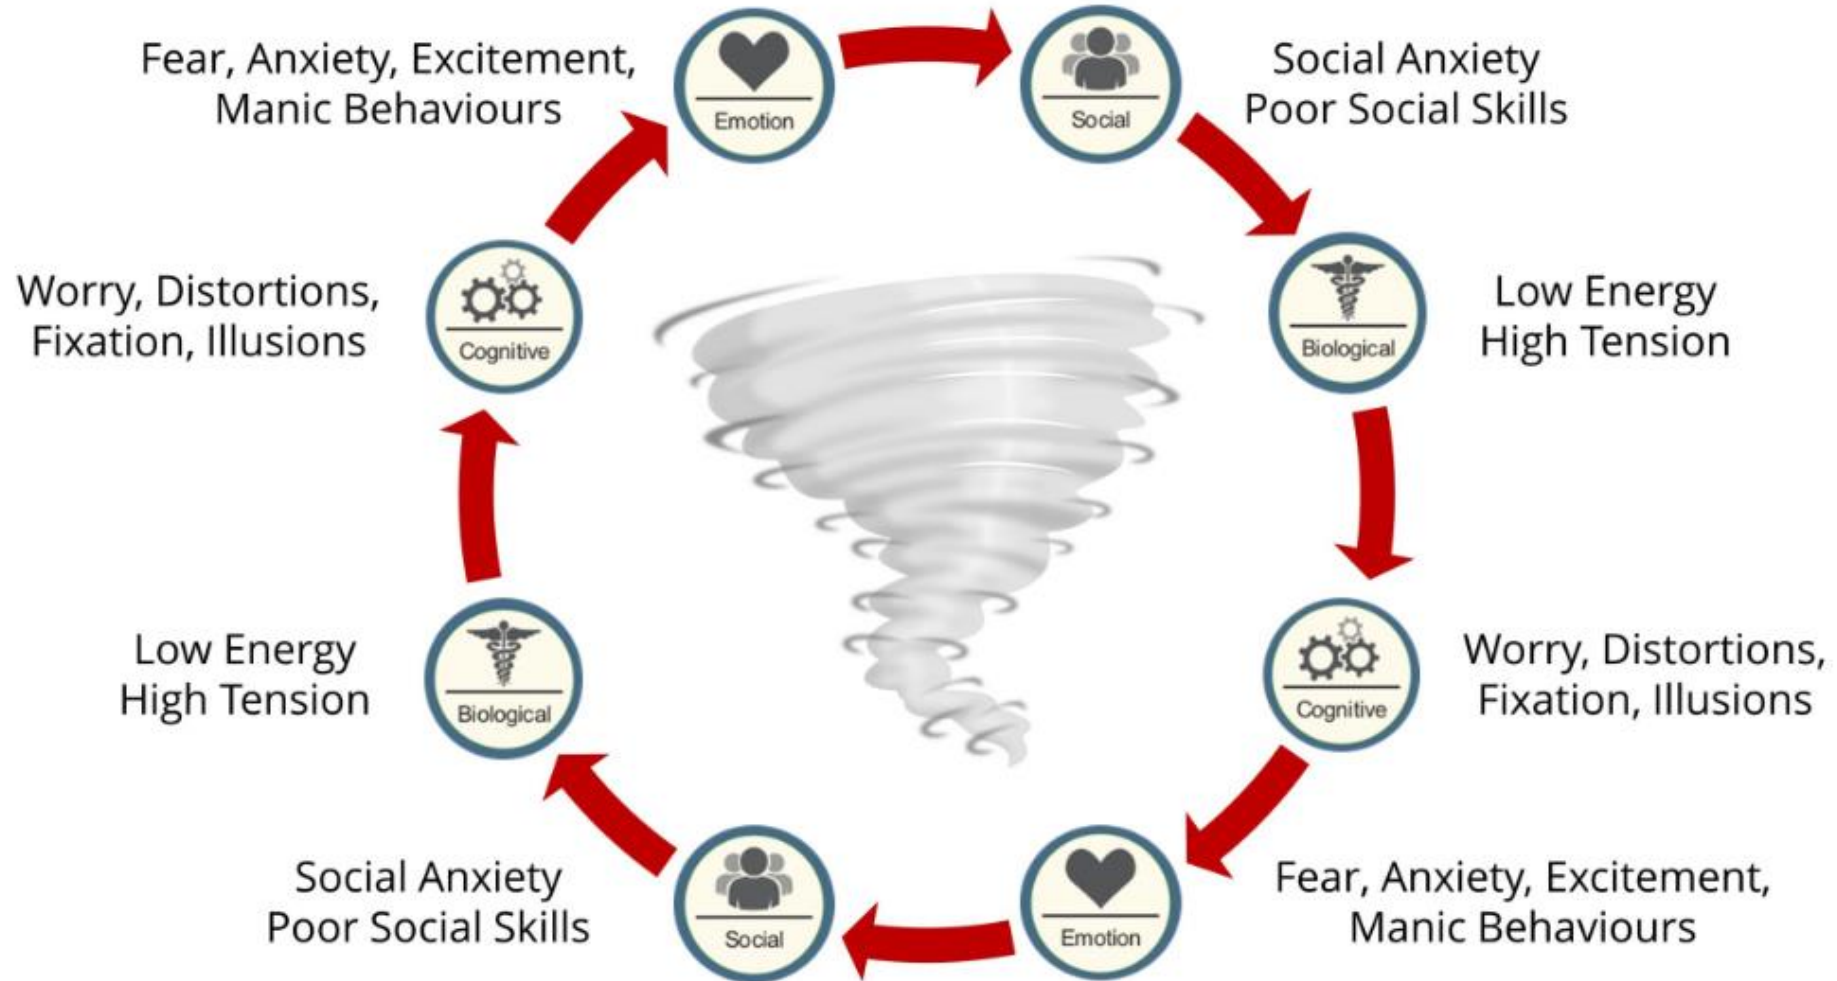 Fear, Anxiety, Excitement,
Manic Behaviours
Emotion
Social
Social Anxiety
Poor Social Skills
Worry, Distortions,
Fixation, Illusions
Cognitive
Biological
Low Energy
High Tension
Low Energy
High Tension
Biological
Cognitive
Worry, Distortions,
Fixation, Illusions
Social Anxiety
Poor Social Skills
Social
Emotion
Fear, Anxiety, Excitement,
Manic Behaviours